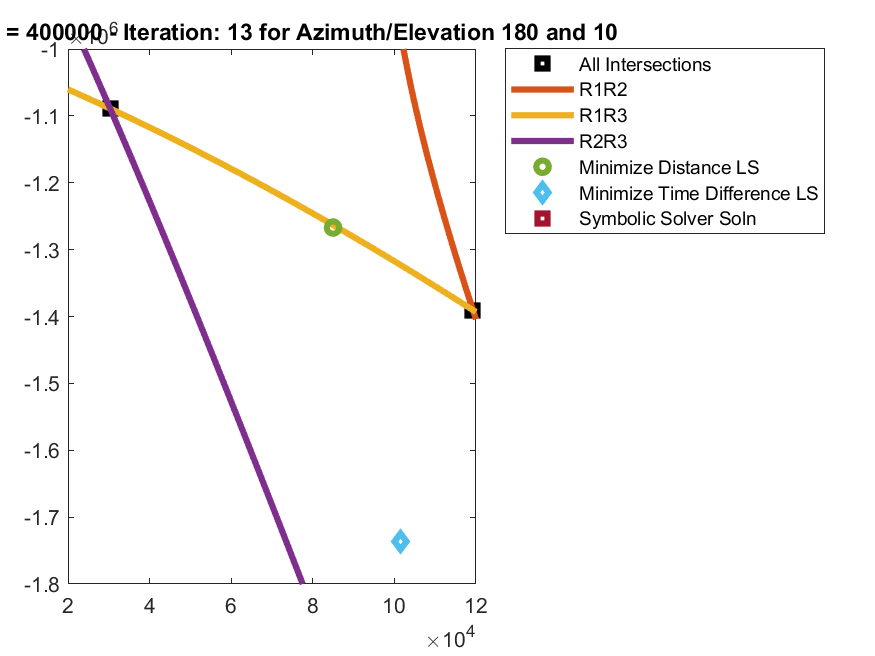 = 400000 - Iteration: 13 for Azimuth/Elevation 180 and 10
×10^6
-1
-1.1
-1.2
-1.3
-1.4
-1.5
-1.6
-1.7
-1.8
2 4 6 8 10 12
×10^4
All Intersections
R1R2
R1R3
R2R3
Minimize Distance LS
Minimize Time Difference LS
Symbolic Solver Soln